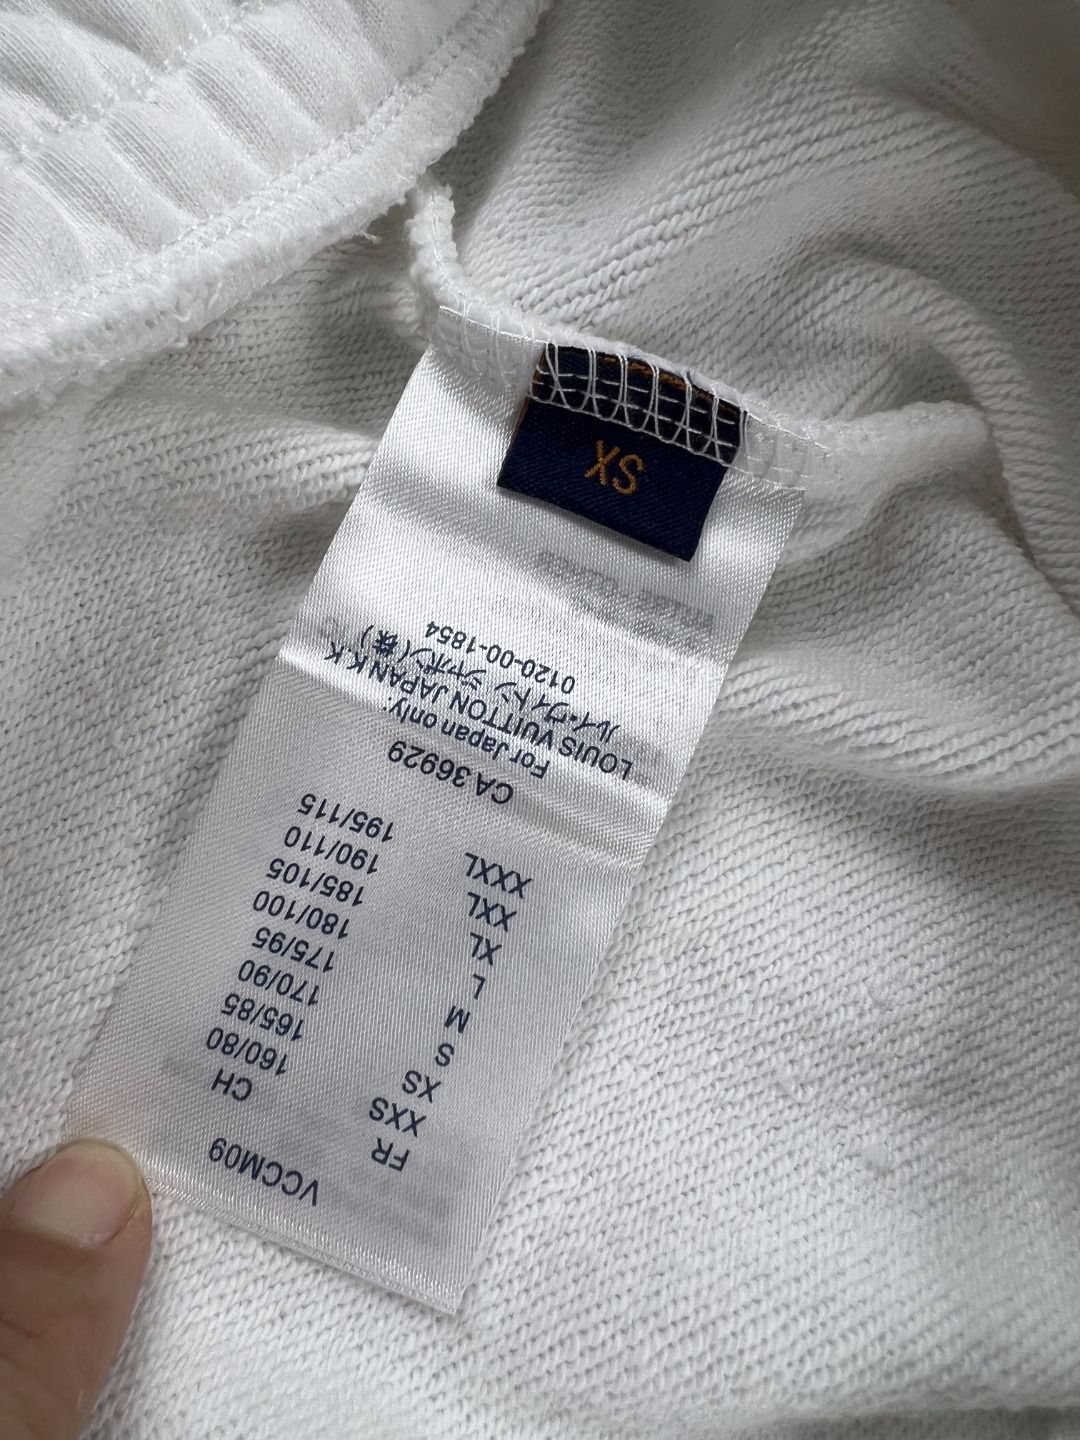 VCCM09
FR CH
XXS 160/80
XS 165/85
S 170/90
M 175/95
L 180/100
XL 185/105
XXL 190/110
XXXL 195/115
CA 36929
For Japan only:
LOUIS VUITTON JAPAN K.K
ルイ・ヴィトン ジャポン(株)
0120-00-1854
XS